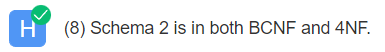 H (8) Schema 2 is in both BCNF and 4NF.